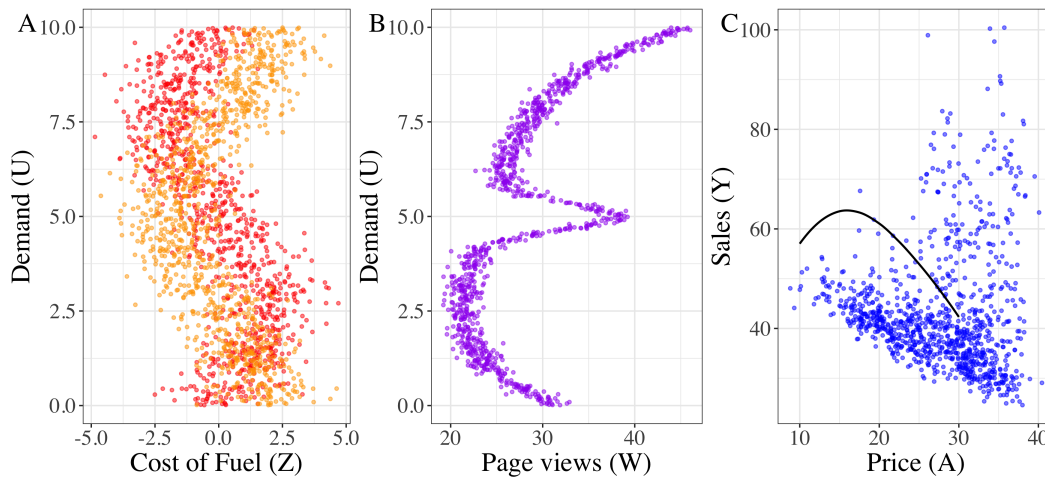 A
10.0
7.5
5.0
2.5
0.0
Demand (U)
-5.0 -2.5 0.0 2.5 5.0
Cost of Fuel (Z)
B
10.0
7.5
5.0
2.5
0.0
Demand (U)
20 30 40
Page views (W)
C
100
80
60
40
Sales (Y)
10 20 30 40
Price (A)